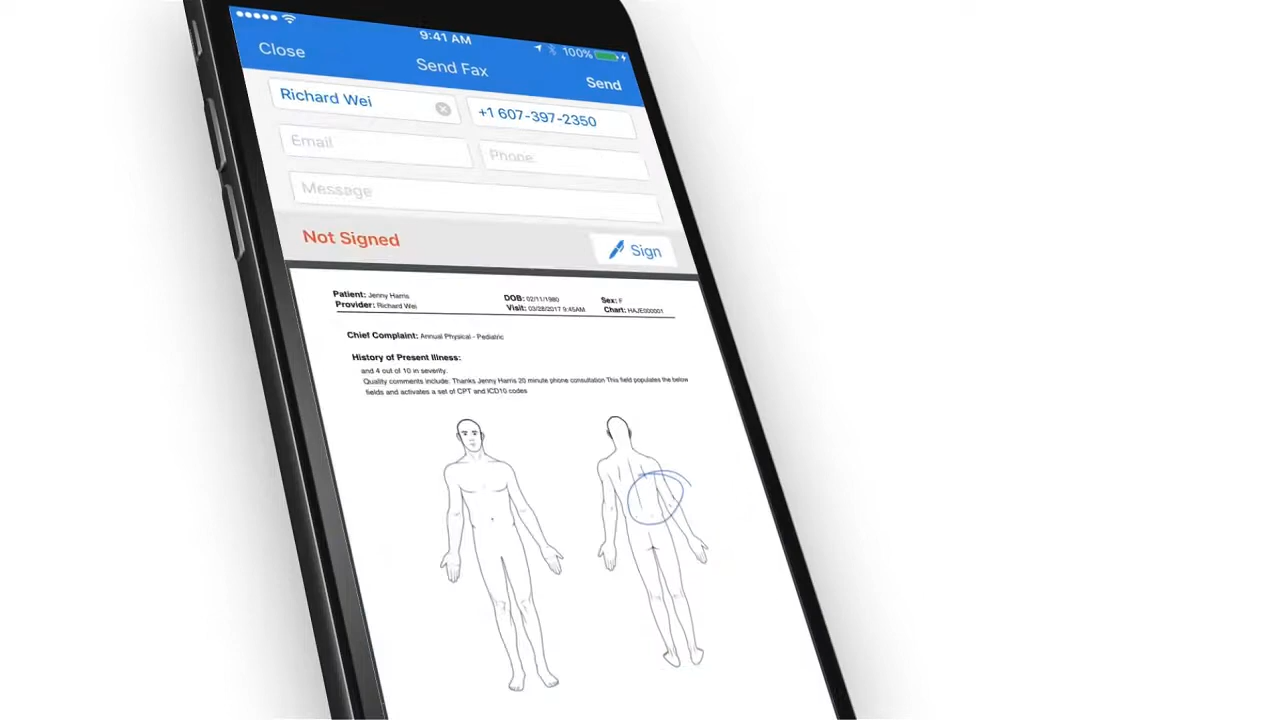 9:41 AM
100%
Close
Send Fax
Send
Richard Wei
+1 607-397-2350
Email
Phone
Message
Not Signed
Sign
Patient: Jenny Harris DOB: 02/11/1980 Sex: F
Provider: Richard Wei Visit: 03/28/2017 9:45AM Chart: HAJE000001
Chief Complaint: Annual Physical - Pediatric
History of Present Illness:
and 4 out of 10 in severity.
Quality comments include: Thanks Jenny Harris 20 minute phone consultation This field populates the below
fields and activates a set of CPT and ICD10 codes